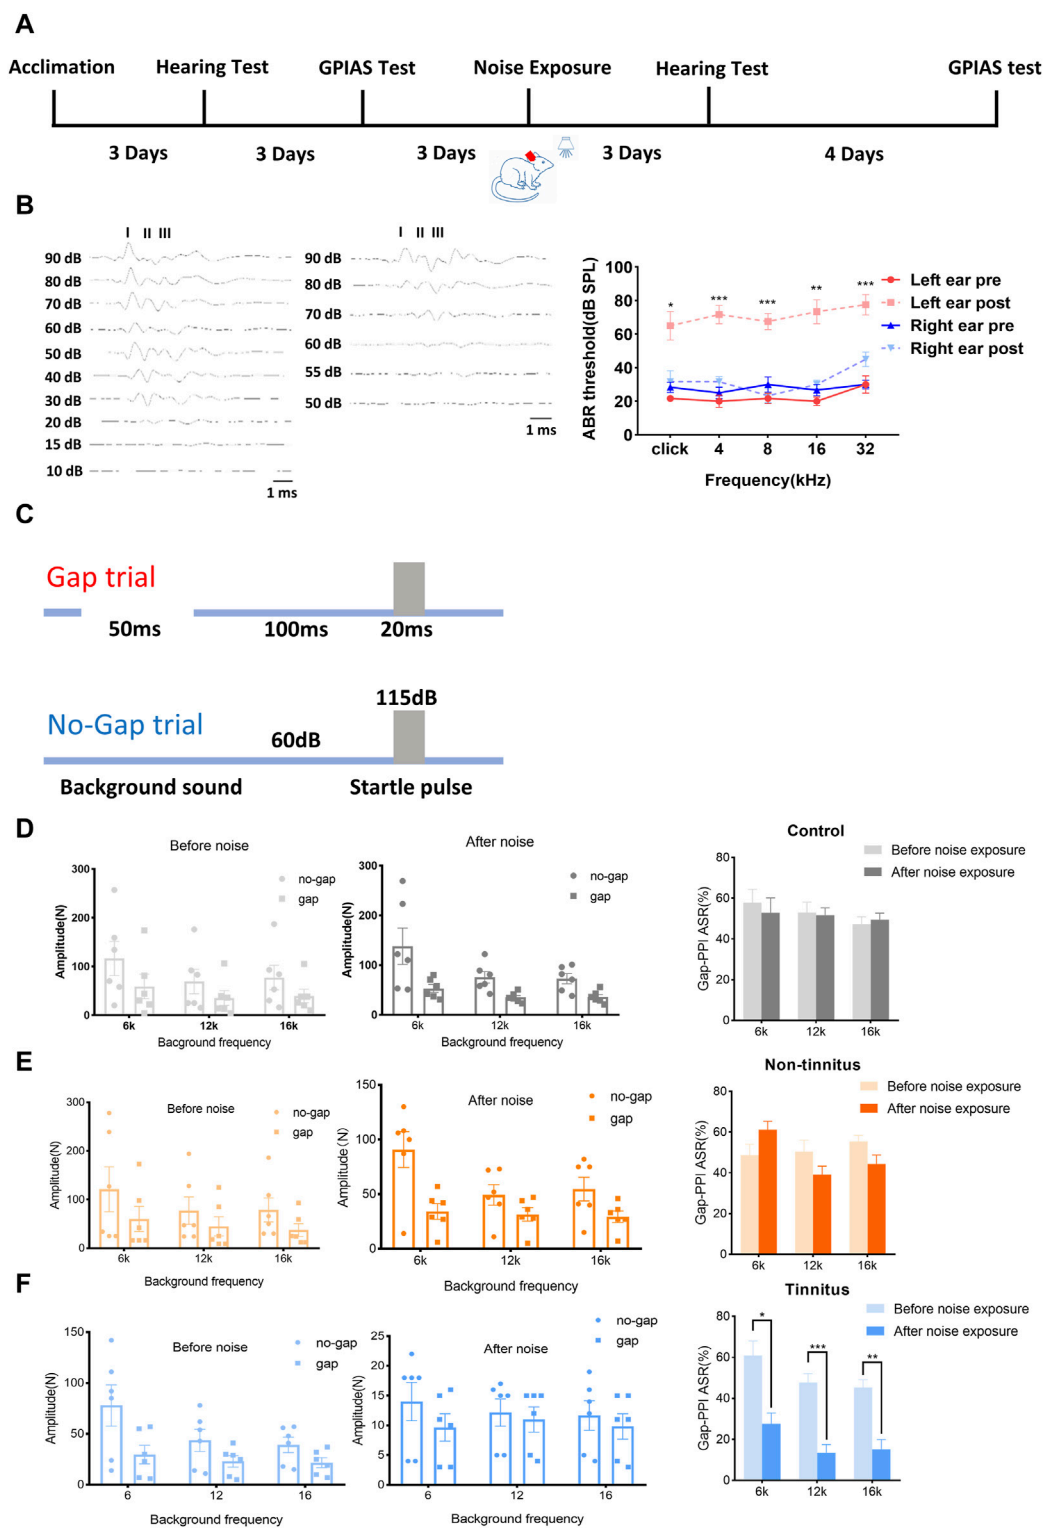 A
Acclimation Hearing Test GPIAS Test Noise Exposure Hearing Test GPIAS test
3 Days 3 Days 3 Days 3 Days 4 Days
B
I II III
90 dB
80 dB
70 dB
60 dB
50 dB
40 dB
30 dB
20 dB
15 dB
10 dB
1 ms
I II III
90 dB
80 dB
70 dB
60 dB
55 dB
50 dB
1 ms
ABR threshold(dB SPL)
100
80
60
40
20
0
* *** *** ** ***
click 4 8 16 32
Frequency(kHz)
Left ear pre
Left ear post
Right ear pre
Right ear post
C
Gap trial
50ms 100ms 20ms
115dB
No-Gap trial
60dB
Background sound Startle pulse
D
Before noise
no-gap
gap
Amplitude(N)
300
200
100
0
6k 12k 16k
Bacground frequency
After noise
no-gap
gap
Amplitude(N)
300
200
100
0
6k 12k 16k
Background frequency
Control
Before noise exposure
After noise exposure
Gap-PPI ASR(%)
80
60
40
20
0
6k 12k 16k
E
Before noise
no-gap
gap
Amplitude(N)
300
200
100
0
6k 12k 16k
Background frequency
After noise
no-gap
gap
Amplitude(N)
150
100
50
0
6k 12k 16k
Background frequency
Non-tinnitus
Before noise exposure
After noise exposure
Gap-PPI ASR(%)
80
60
40
20
0
6k 12k 16k
F
Before noise
no-gap
gap
Amplitude(N)
150
100
50
0
6 12 16
Background frequency
After noise
no-gap
gap
Amplitude(N)
25
20
15
10
5
0
6 12 16
Background frequency
Tinnitus
Before noise exposure
After noise exposure
Gap-PPI ASR(%)
80
60
40
20
0
* *** **
6k 12k 16k